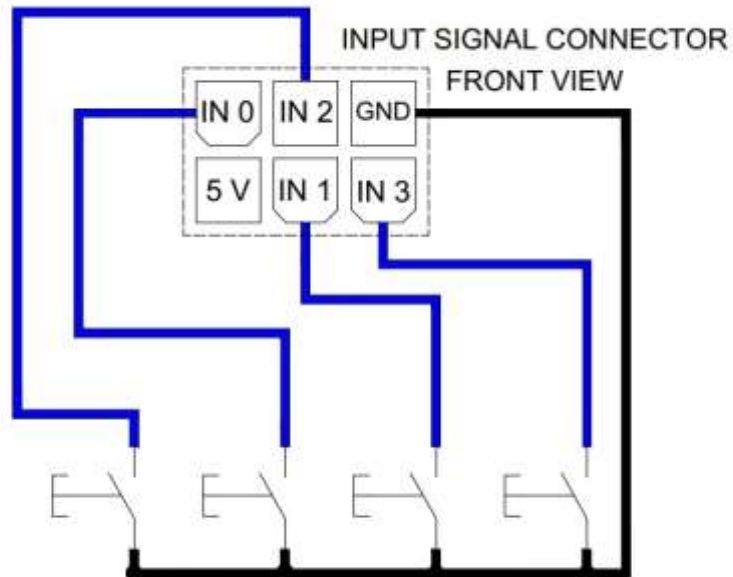 INPUT SIGNAL CONNECTOR
FRONT VIEW
IN 0 IN 2 GND
5 V IN 1 IN 3